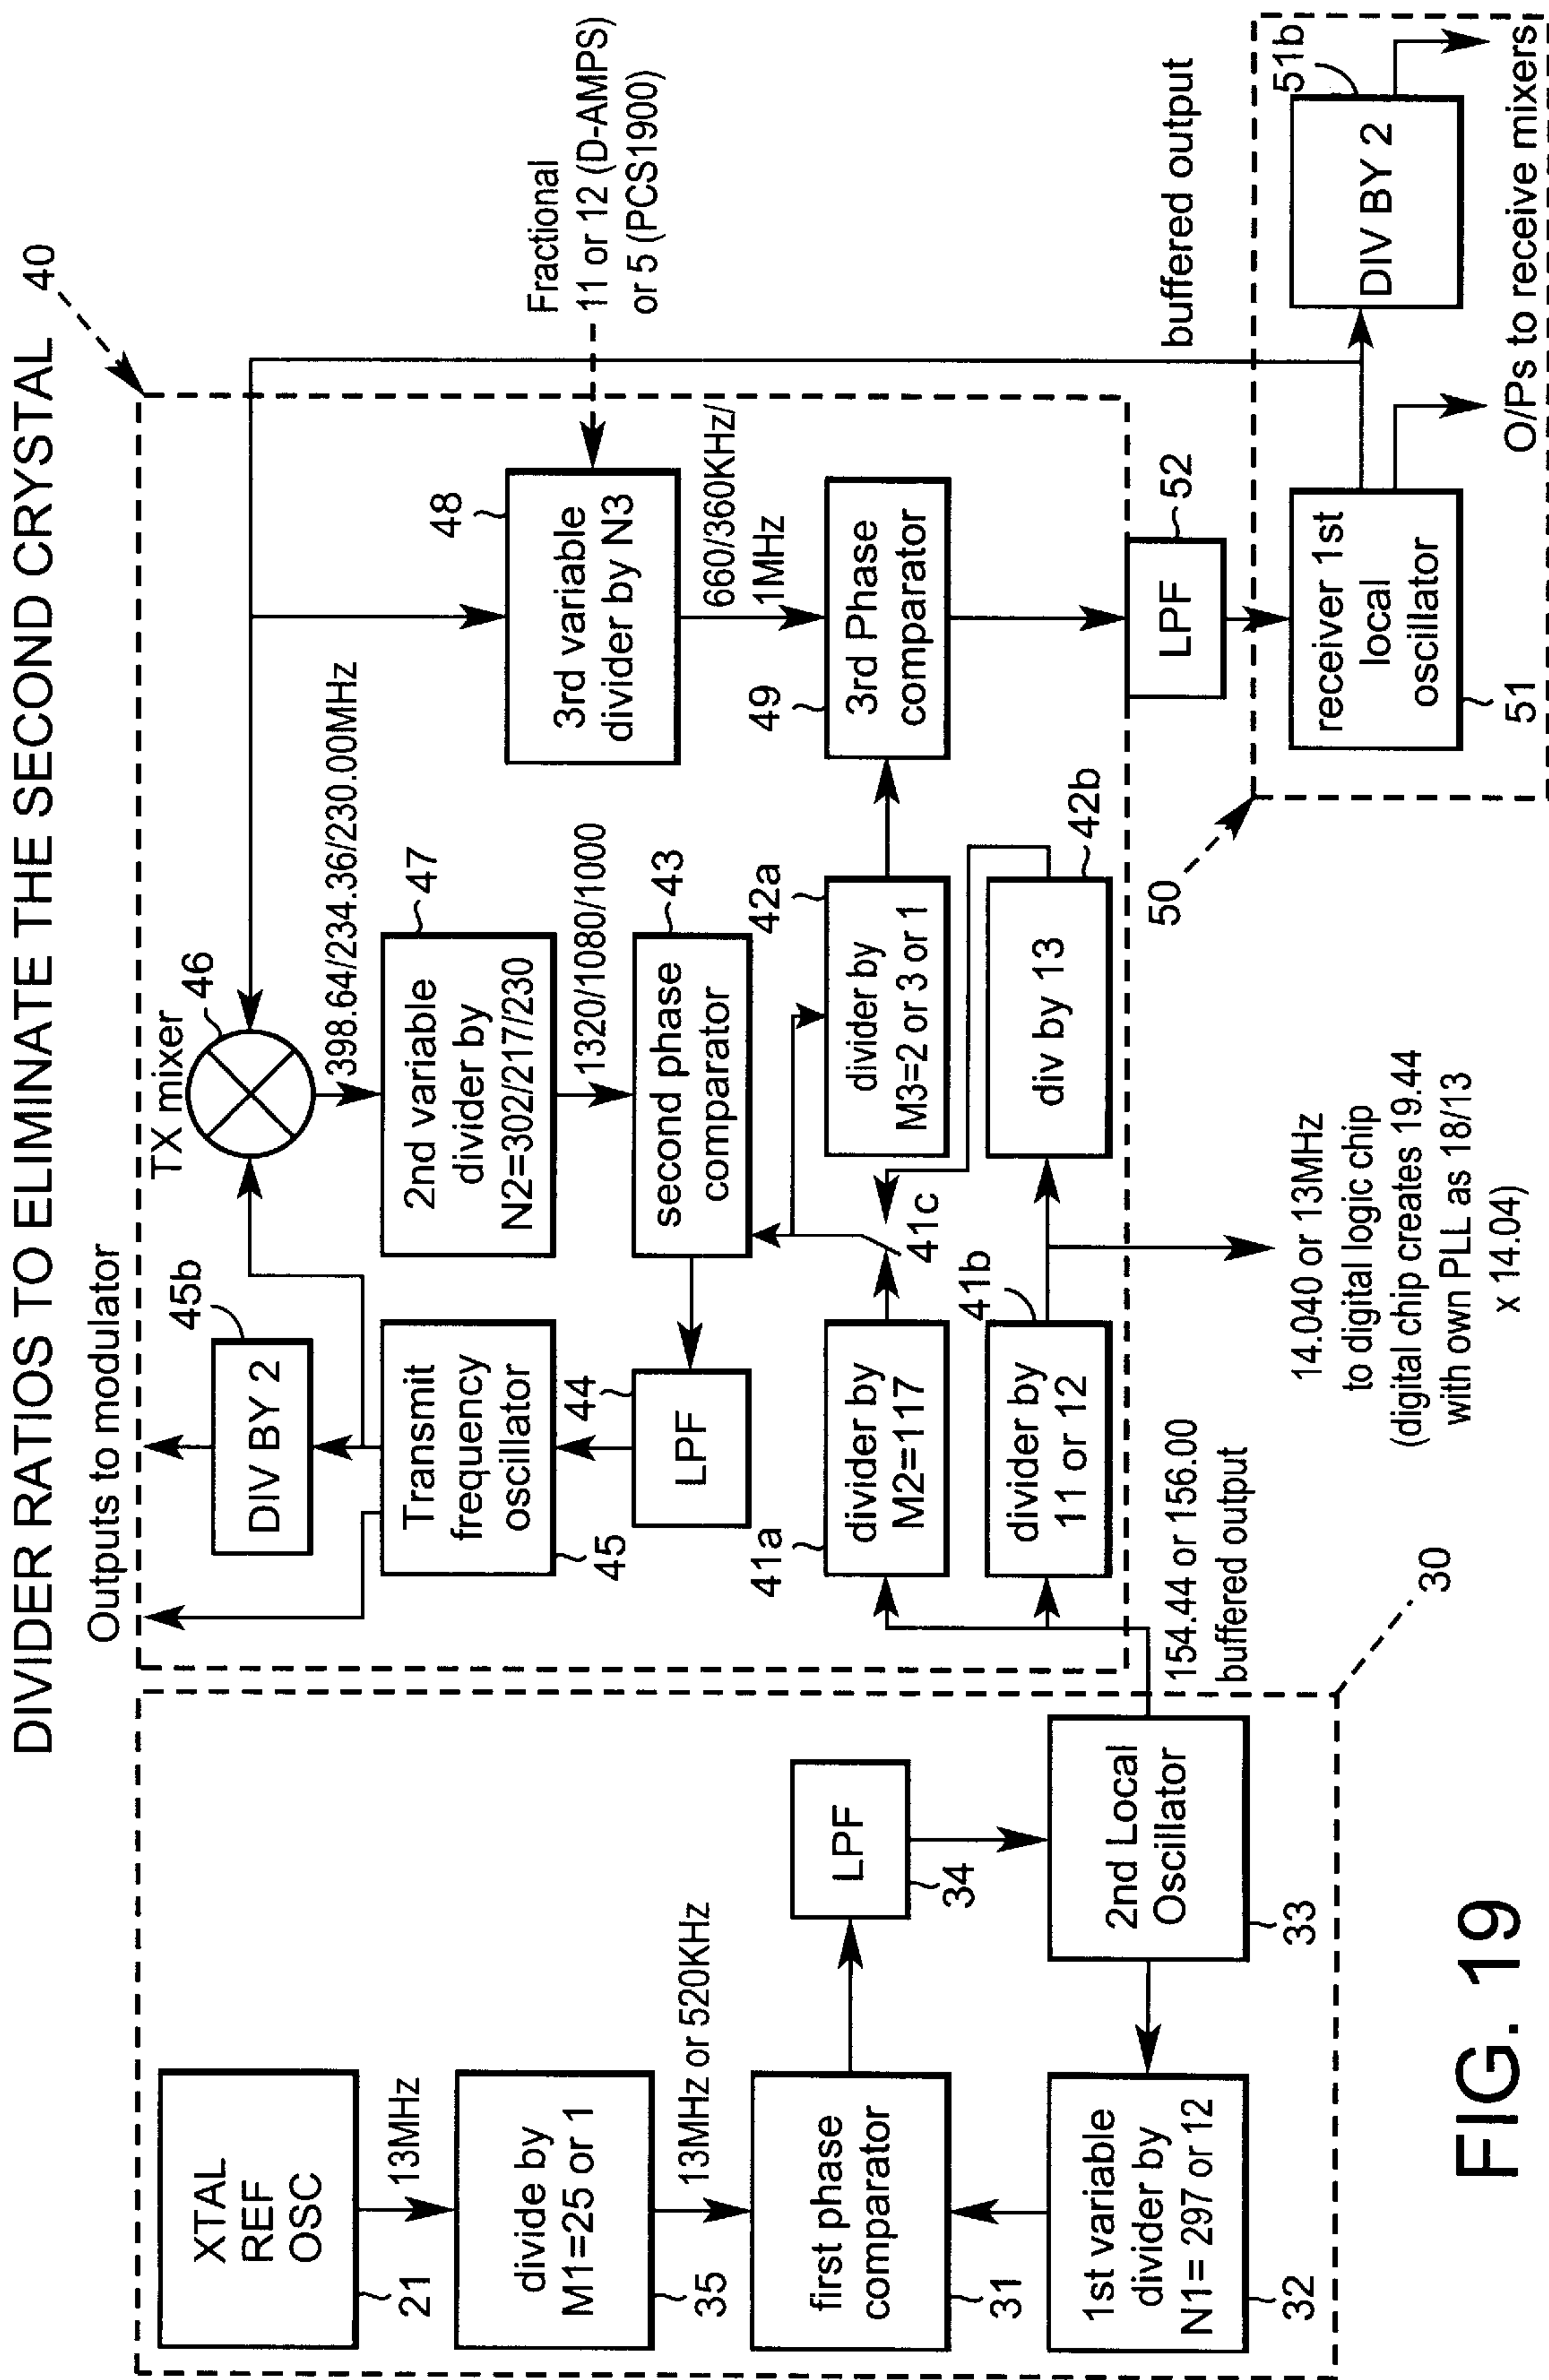 DIVIDER RATIOS TO ELIMINATE THE SECOND CRYSTAL
XTAL
REF
OSC
21
13MHz
divide by
M1=25 or 1
35
13MHz or 520KHz
first phase
comparator
31
1st variable
divider by
N1= 297 or 12
32
LPF
34
2nd Local
Oscillator
33
30
154.44 or 156.00
buffered output
Outputs to modulator
DIV BY 2
45b
Transmit
frequency
oscillator
45
LPF
44
divider by
M2=117
41a
divider by
11 or 12
41b
41c
14.040 or 13MHz
to digital logic chip
(digital chip creates 19.44
with own PLL as 18/13
x 14.04)
TX mixer
46
398.64/234.36/230.00MHz
2nd variable
divider by
N2=302/217/230
47
1320/1080/1000
second phase
comparator
43
divider by
M3=2 or 3 or 1
42a
div by 13
42b
40
Fractional
11 or 12 (D-AMPS)
or 5 (PCS1900)
3rd variable
divider by N3
48
660/360KHz/
1MHz
3rd Phase
comparator
49
LPF
52
50
buffered output
receiver 1st
local
oscillator
51
DIV BY 2
51b
O/Ps to receive mixers
FIG. 19